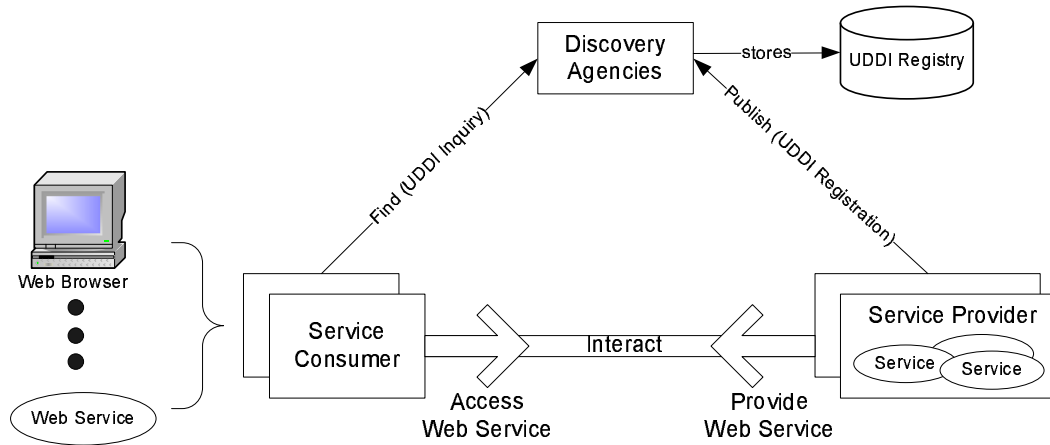 Discovery
Agencies
stores
UDDI Registry
Find (UDDI Inquiry)
Publish (UDDI Registration)
Web Browser
Service
Consumer
Interact
Service Provider
Service
Service
Access
Web Service
Provide
Web Service
Web Service